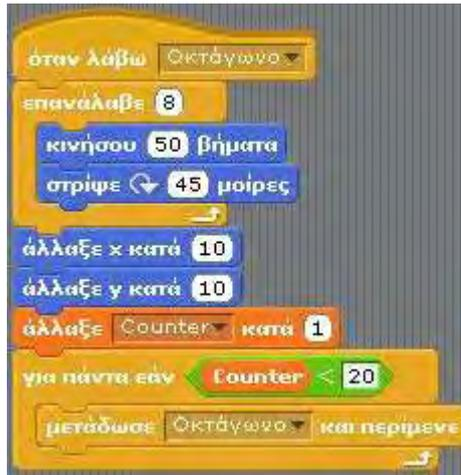 όταν λάβω Οκτάγωνο
επανάλαβε 8
κινήσου 50 βήματα
στρίψε 45 μοίρες
άλλαξε x κατά 10
άλλαξε y κατά 10
άλλαξε Counter κατά 1
για πάντα εάν Counter < 20
μετάδωσε Οκτάγωνο και περίμενε